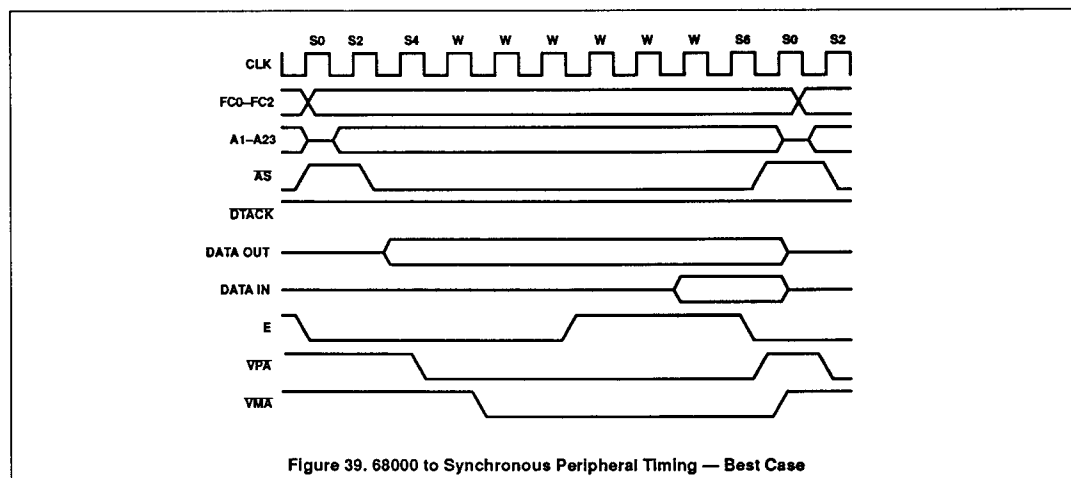 S0 S2 S4 W W W W W W S6 S0 S2
CLK
FC0–FC2
A1–A23
AS
DTACK
DATA OUT
DATA IN
E
VPA
VMA
Figure 39. 68000 to Synchronous Peripheral Timing — Best Case